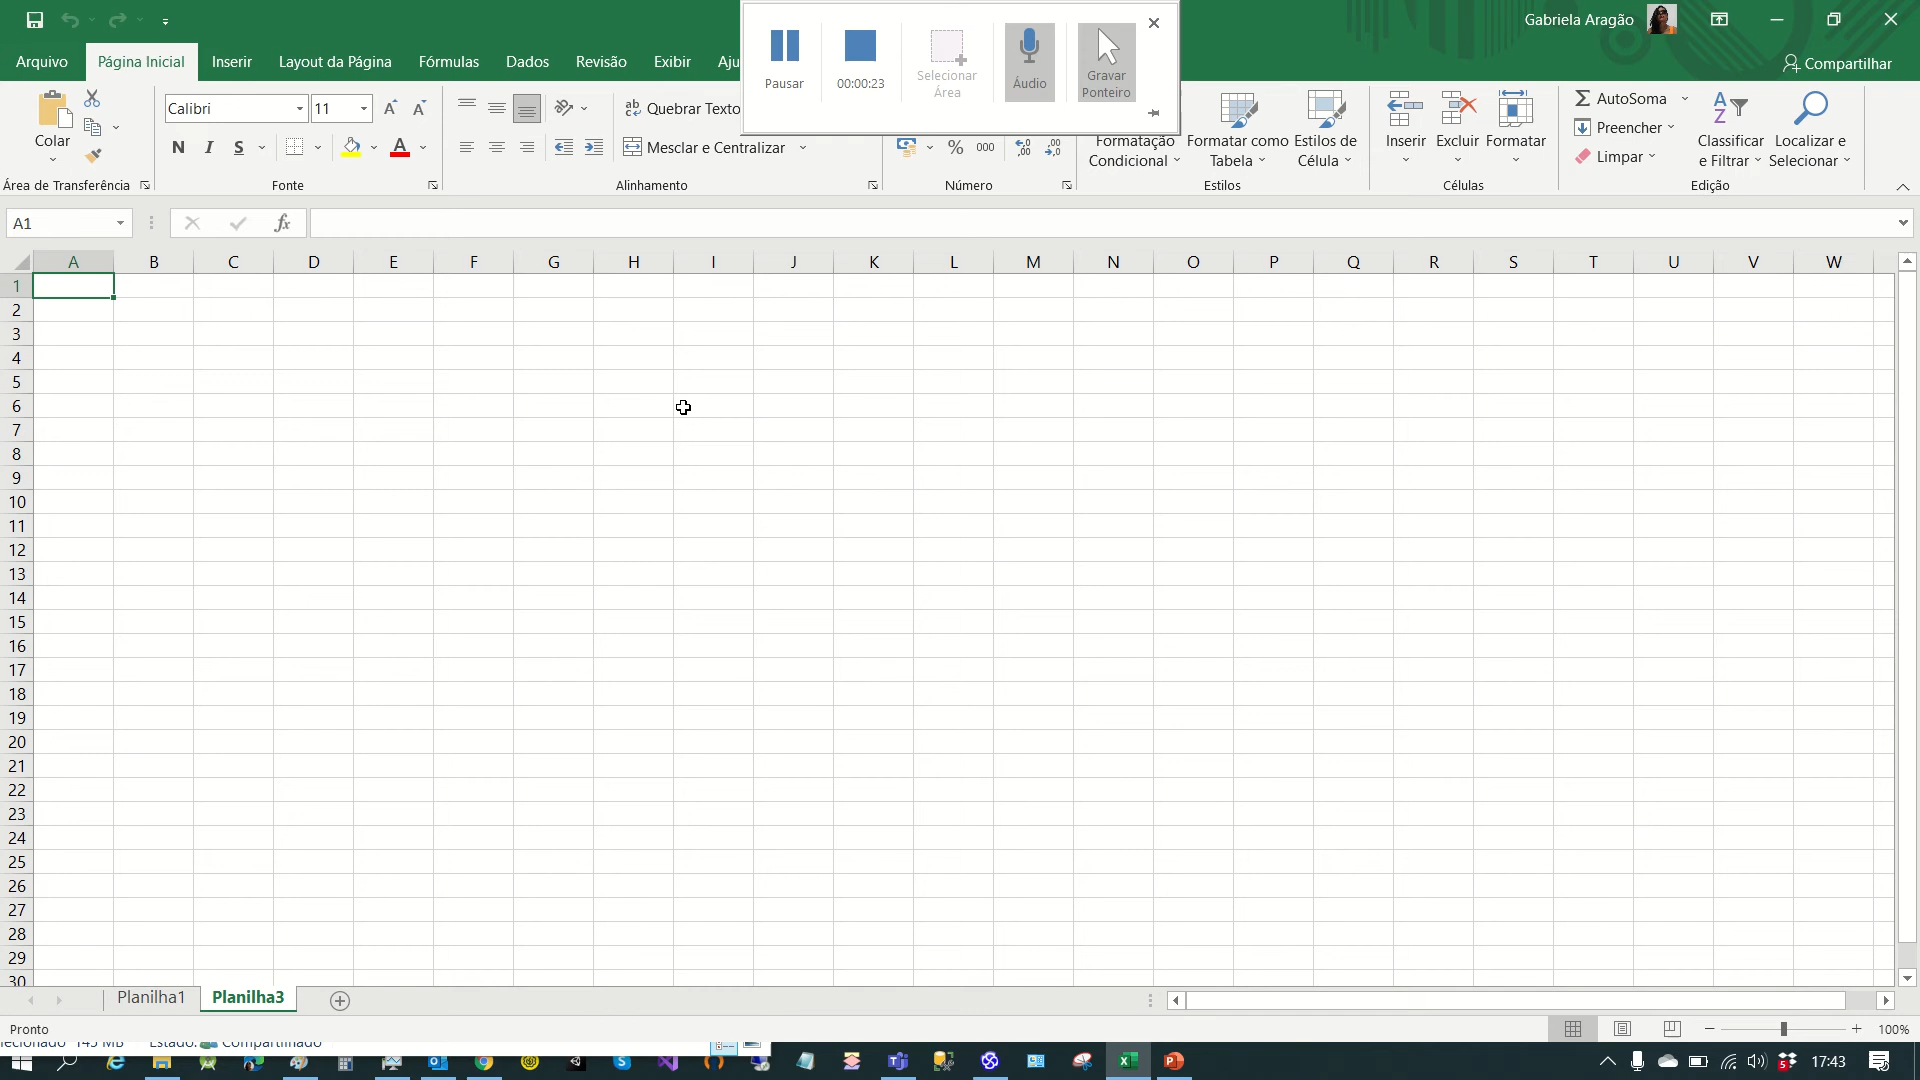 Gabriela Aragão
Arquivo Página Inicial Inserir Layout da Página Fórmulas Dados Revisão Exibir Aju
Compartilhar
Pausar 00:00:23 Selecionar Área Áudio Gravar Ponteiro
Calibri 11
ab Quebrar Texto
AutoSoma
Preencher
Limpar
Colar
N I S A
Mesclar e Centralizar
% 000
Formatação Condicional
Formatar como Tabela
Estilos de Célula
Inserir Excluir Formatar
Classificar e Filtrar
Localizar e Selecionar
Área de Transferência Fonte Alinhamento Número Estilos Células Edição
A1 fx
A B C D E F G H I J K L M N O P Q R S T U V W
1
2
3
4
5
6
7
8
9
10
11
12
13
14
15
16
17
18
19
20
21
22
23
24
25
26
27
28
29
30
Planilha1 Planilha3
Pronto 100%
ecionado 145 MB Estado: Compartilhado
17:43